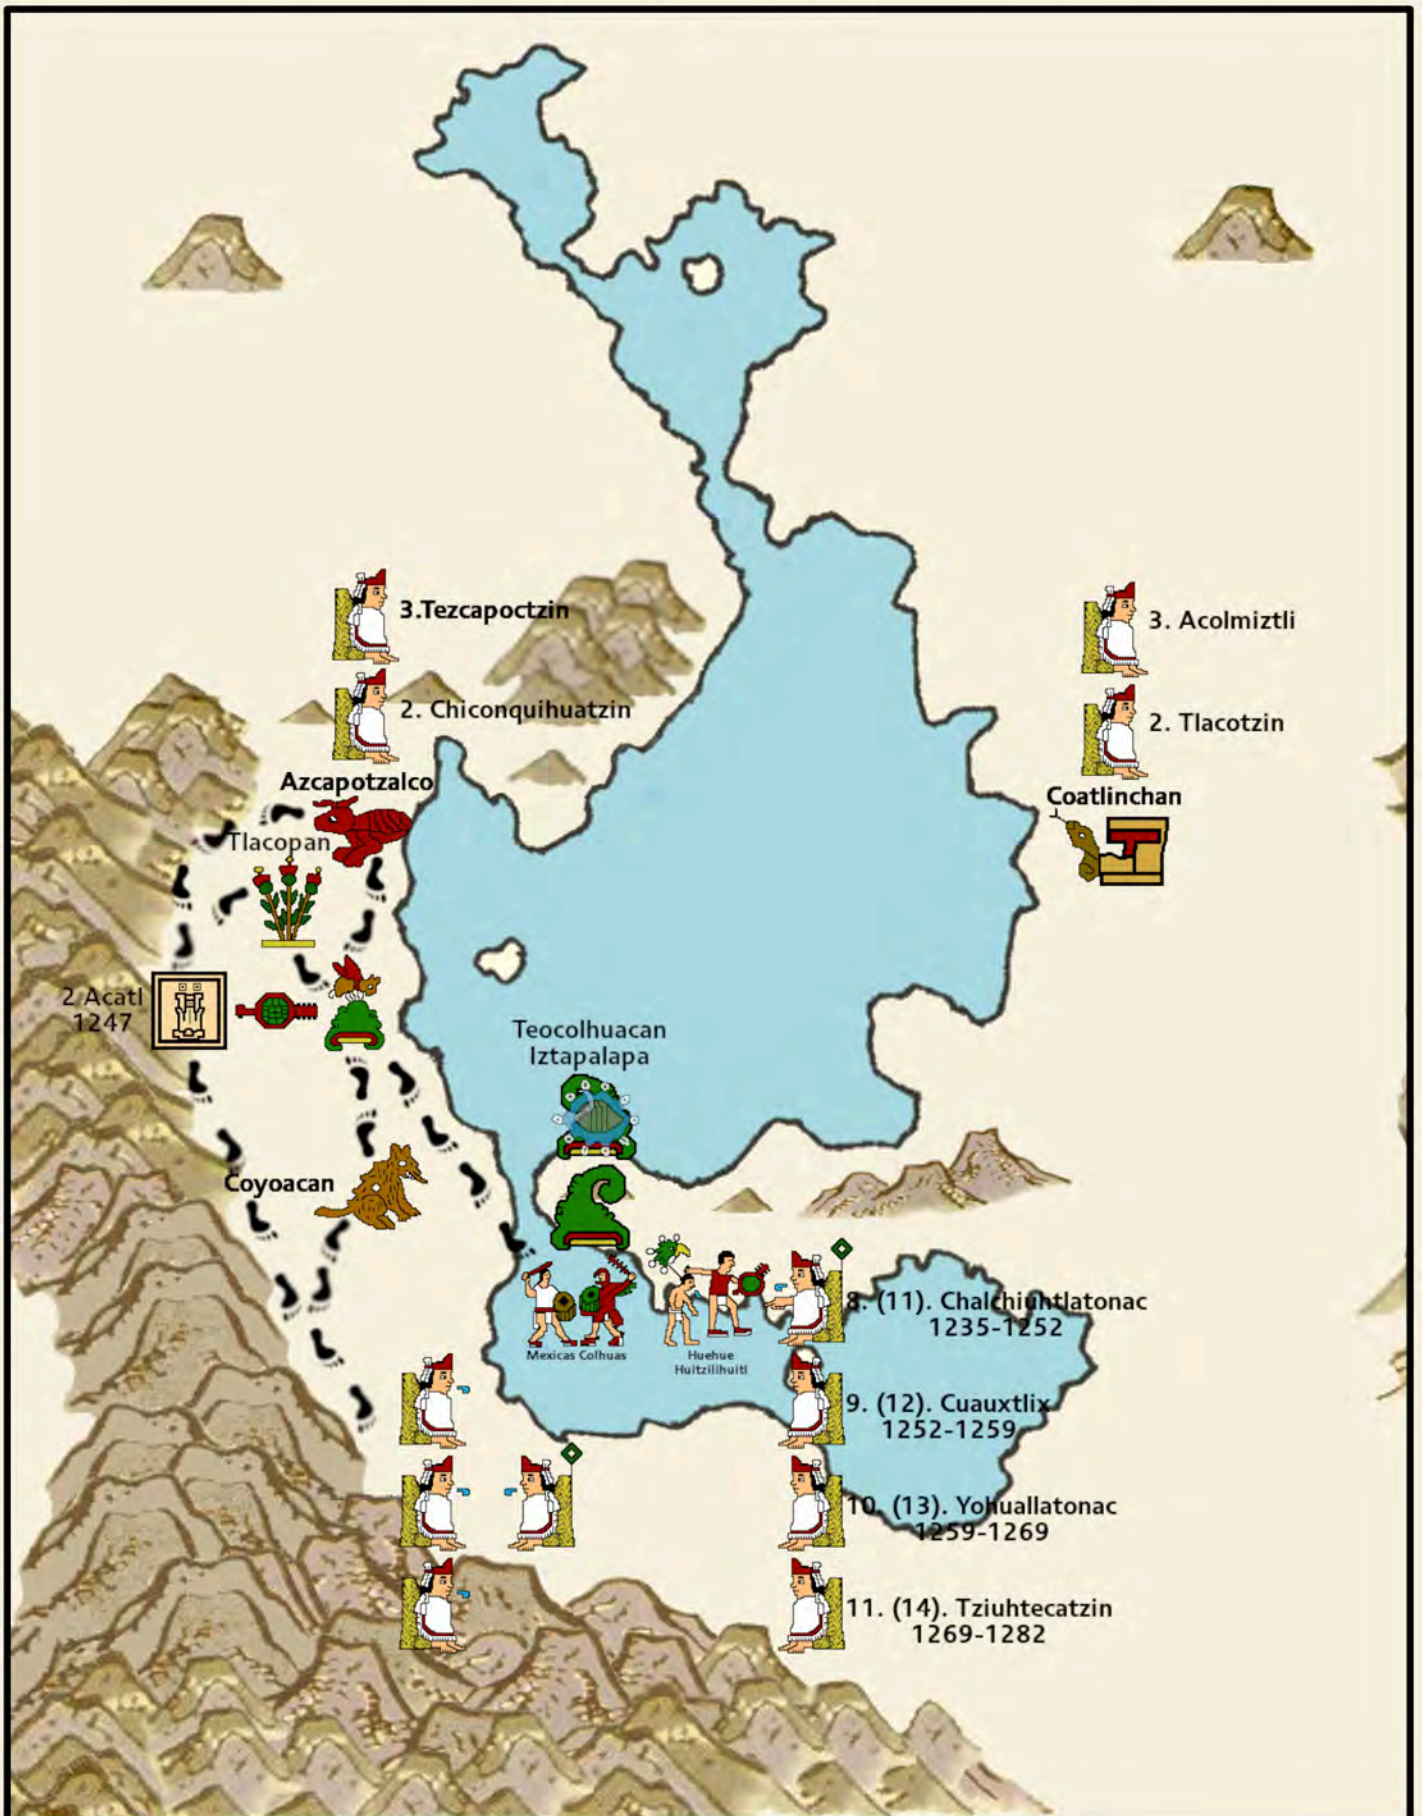 3.Tezcapoctzin
3. Acolmiztli
2. Chiconquihuatzin
2. Tlacotzin
Azcapotzalco
Coatlinchan
Tlacopan
2 Acatl
1247
Teocolhuacan
Iztapalapa
Coyoacan
8. (11). Chalchiuhtlatonac
1235-1252
Mexicas Colhuas
Huehue
Huitzilihuitl
9. (12). Cuauxtlix
1252-1259
10. (13). Yohuallatonac
1259-1269
11. (14). Tziuhtecatzin
1269-1282